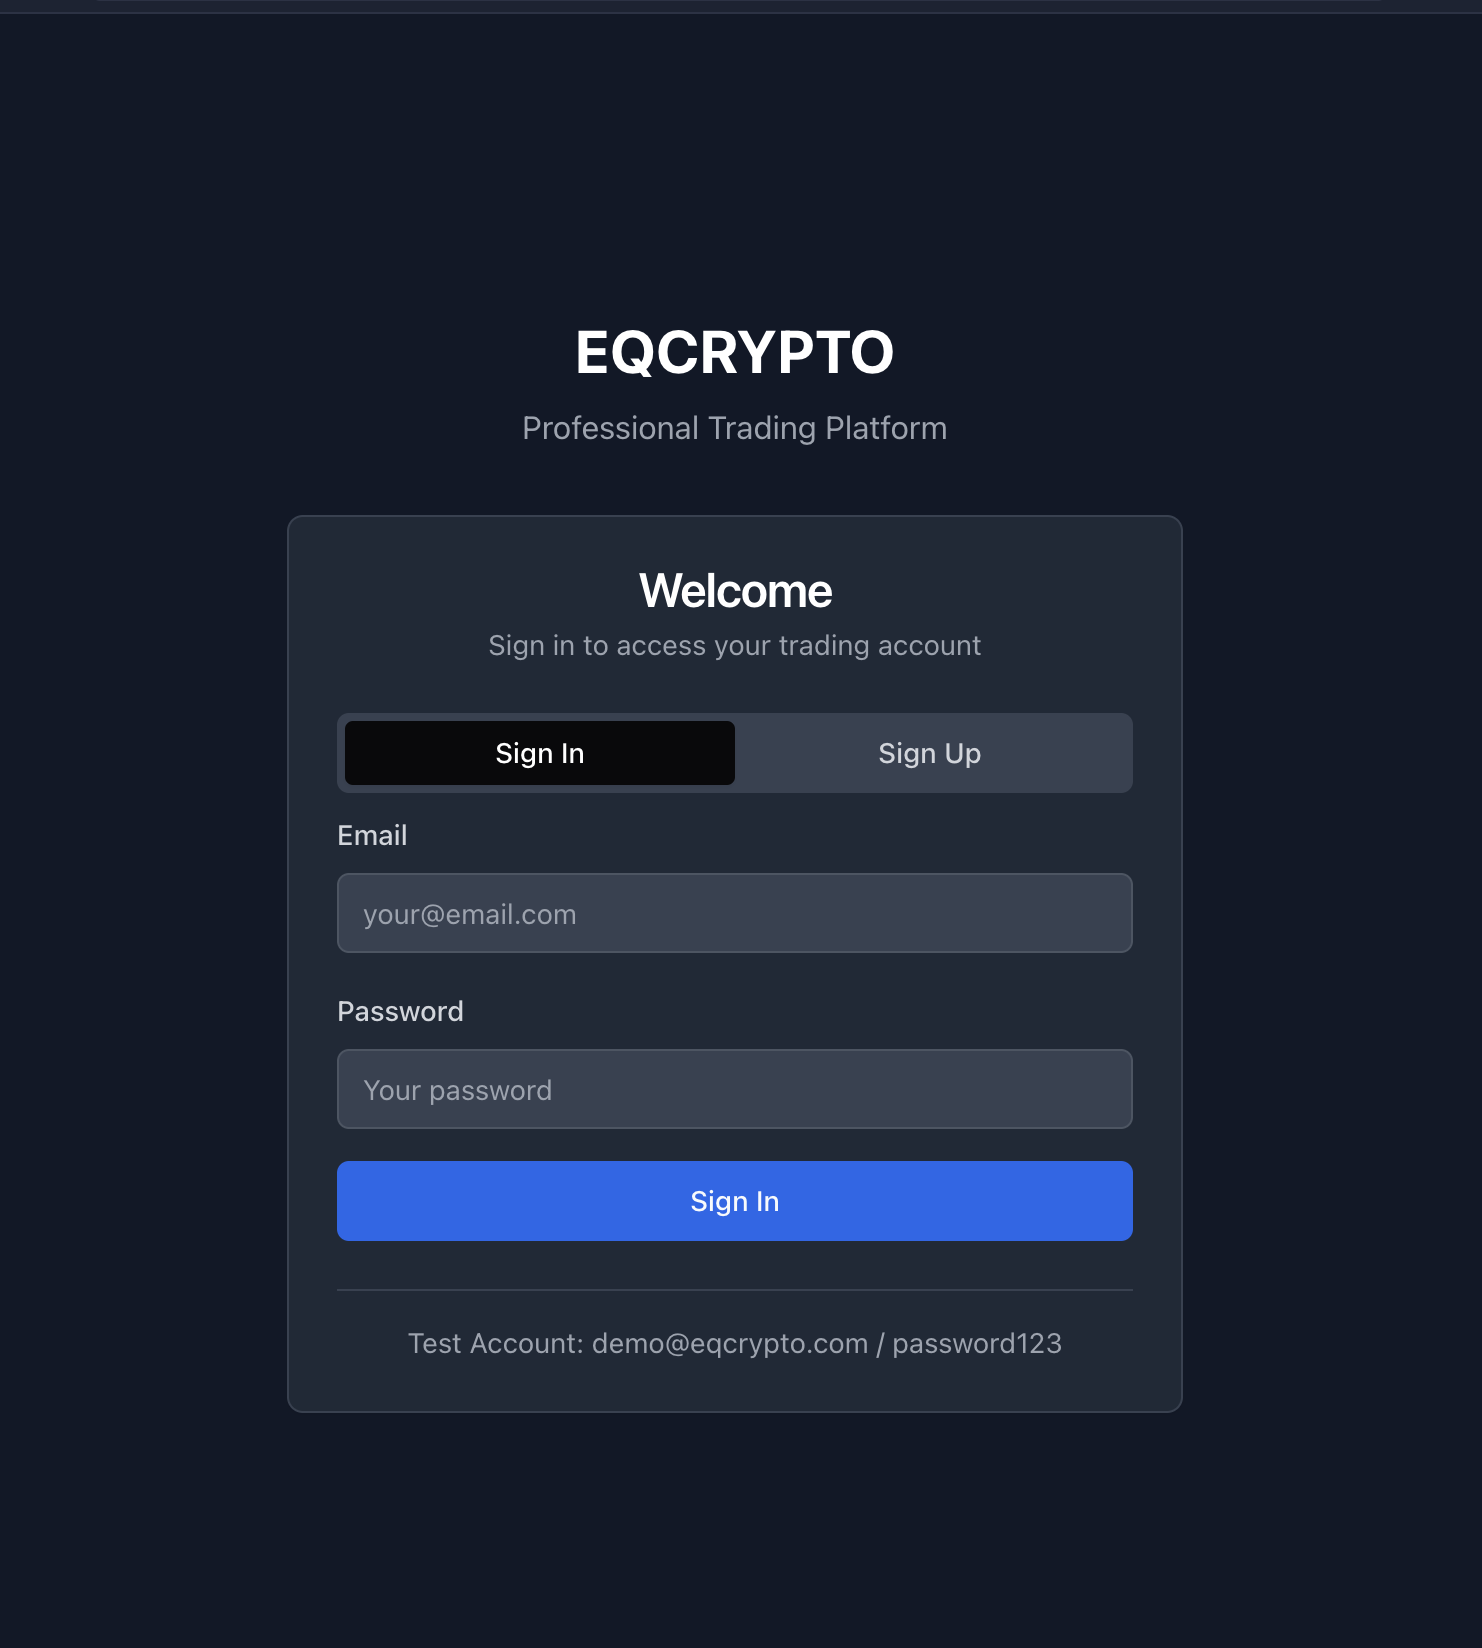 EQCRYPTO
Professional Trading Platform
Welcome
Sign in to access your trading account
Sign In
Sign Up
Email
your@email.com
Password
Your password
Sign In
Test Account: demo@eqcrypto.com / password123